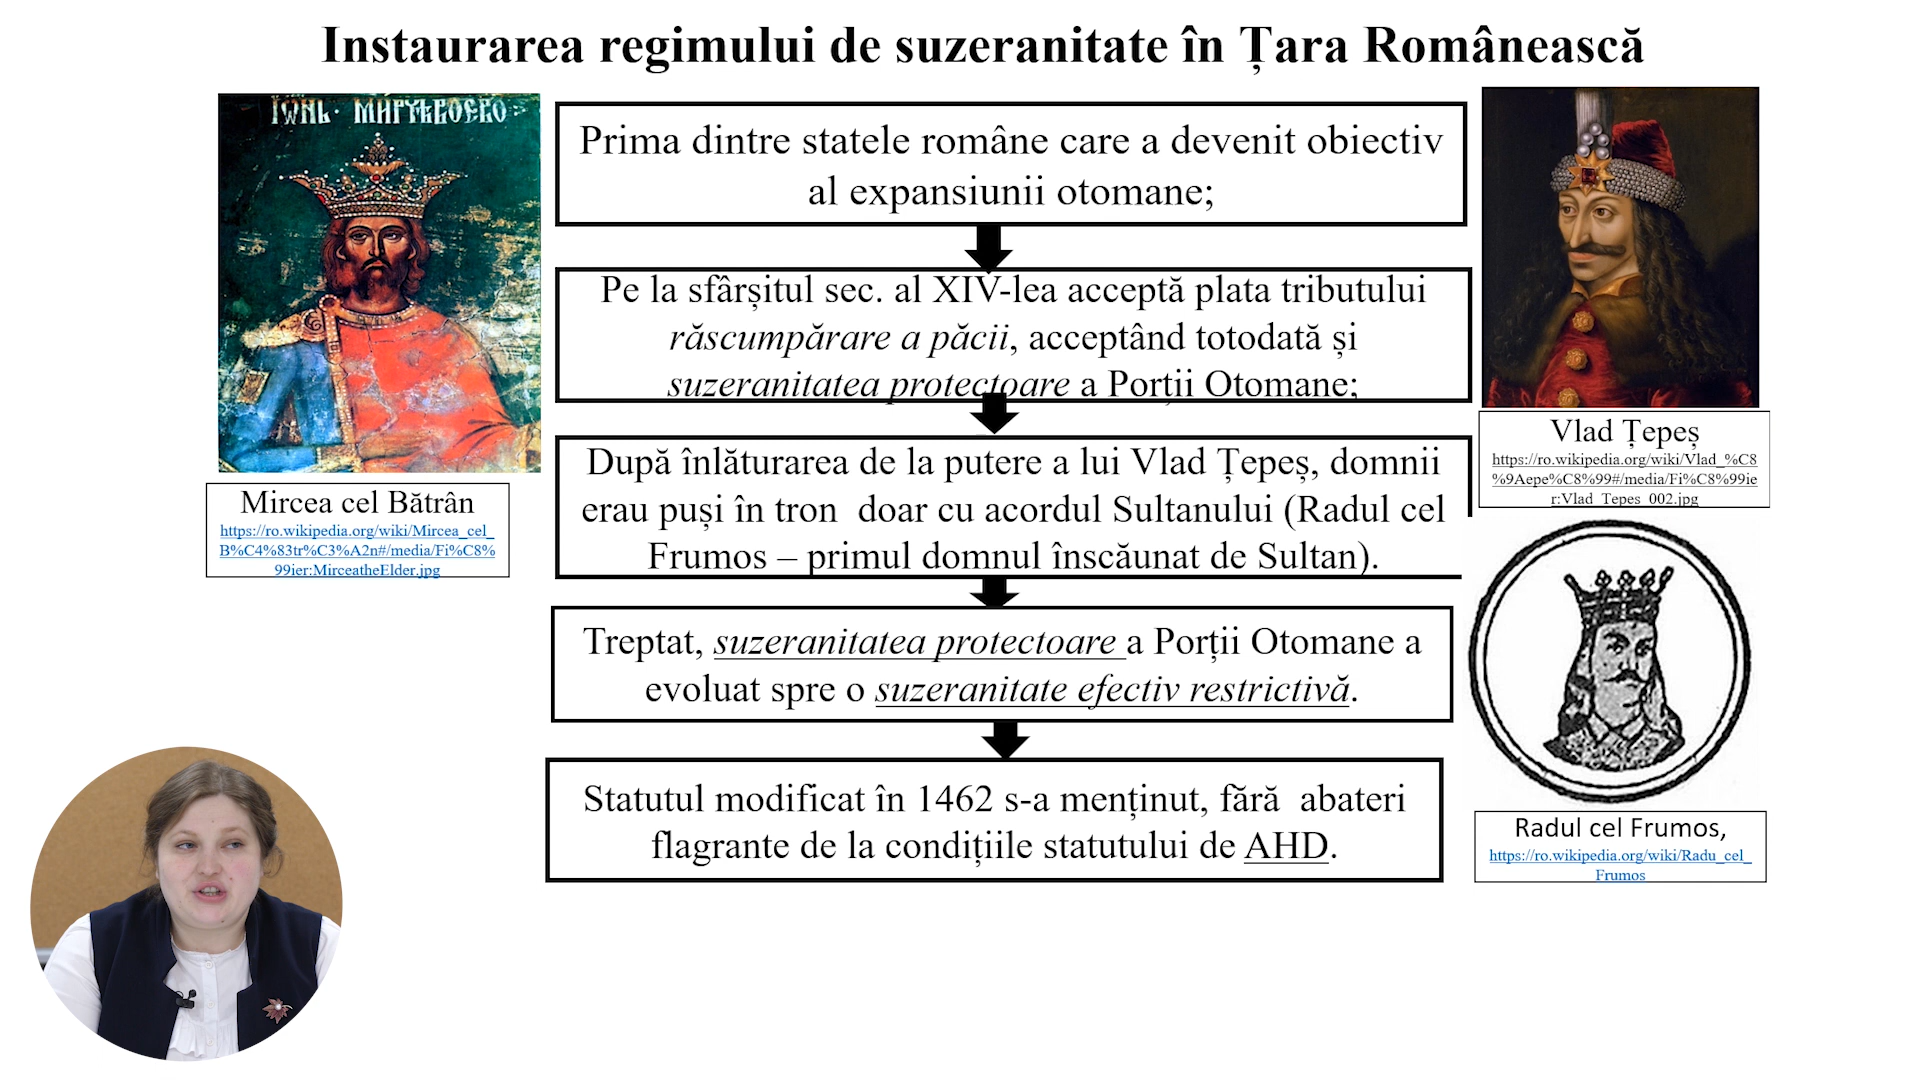 Instaurarea regimului de suzeranitate în Țara Românească
Prima dintre statele române care a devenit obiectiv
al expansiunii otomane;
Pe la sfârșitul sec. al XIV-lea acceptă plata tributului
răscumpărare a păcii, acceptând totodată și
suzeranitatea protectoare a Porții Otomane;
După înlăturarea de la putere a lui Vlad Țepeș, domnii
erau puși în tron doar cu acordul Sultanului (Radul cel
Frumos – primul domnul înscăunat de Sultan).
Treptat, suzeranitatea protectoare a Porții Otomane a
evoluat spre o suzeranitate efectiv restrictivă.
Statutul modificat în 1462 s-a menținut, fără abateri
flagrante de la condițiile statutului de AHD.
Mircea cel Bătrân
https://ro.wikipedia.org/wiki/Mircea_cel_
B%C4%83tr%C3%A2n#/media/Fi%C8%
99ier:MirceatheElder.jpg
Vlad Țepeș
https://ro.wikipedia.org/wiki/Vlad_%C8
%9Aepe%C8%99#/media/Fi%C8%99ie
r:Vlad_Tepes_002.jpg
Radul cel Frumos,
https://ro.wikipedia.org/wiki/Radu_cel_
Frumos